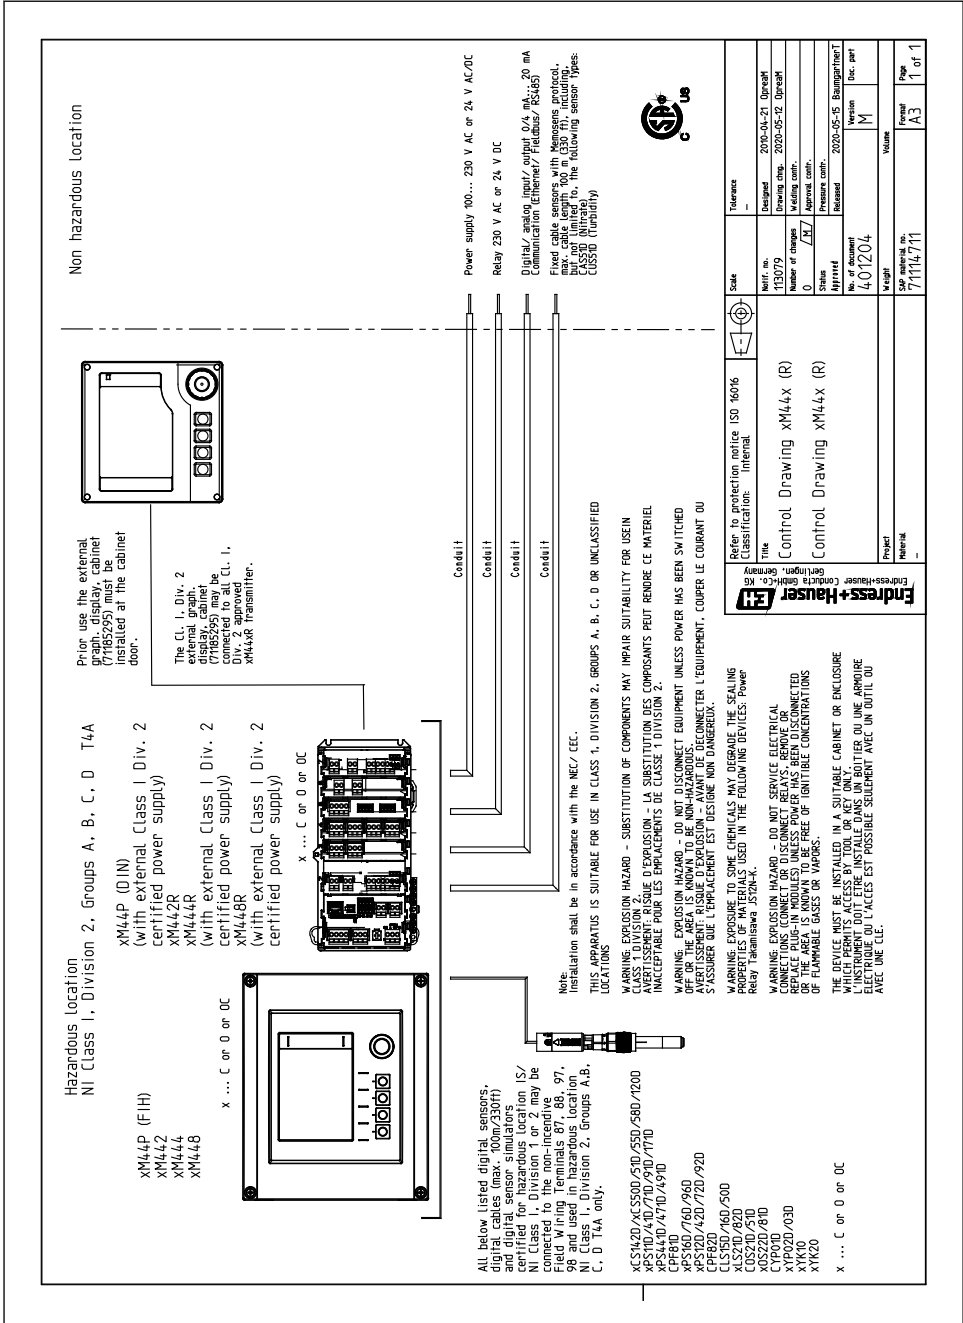 Hazardous location
NI Class I, Division 2, Groups A, B, C, D   T4A
Non hazardous location
xM44P (FIH)
xM442
xM444
xM448
x ... C or O or OC
xM44P (DIN)
(with external Class I Div. 2
certified power supply)
xM442R
xM444R
(with external Class I Div. 2
certified power supply)
xM448R
(with external Class I Div. 2
certified power supply)
x ... C or O or OC
Prior use the external
graph. display, cabinet
(71185295) must be
installed at the cabinet
door.
The Cl. I, Div. 2
external graph.
display, cabinet
(71185295) may be
connected to all Cl. I,
Div. 2 approved
xM44xR transmitter.
Conduit
Power supply 100... 230 V AC or 24 V AC/DC
Conduit
Relay 230 V AC or 24 V DC
Conduit
Digital/ analog input/ output 0/4 mA... 20 mA
Communication (Ethernet/ Fieldbus/ RS485)
Conduit
Fixed cable sensors with Memosens protocol,
max. cable length 100 m (330 ft), including,
but not limited to, the following sensor types:
CAS51D (Nitrate)
CUS51D (Turbidity)
C
US
All below listed digital sensors,
digital cables (max. 100m/330ft)
and digital sensor simulators
certified for hazardous location IS/
NI Class I, Division 1 or 2 may be
connected to the non-incendive
Field Wiring Terminals 87, 88, 97,
98 and used in hazardous location
NI Class I, Division 2, Groups A,B,
C, D T4A only.
xCS142D/xCS50D/51D/55D/58D/120D
xPS11D/41D/71D/91D/171D
xPS441D/471D/491D
CPF81D
xPS16D/76D/96D
xPS12D/42D/72D/92D
CPF82D
CLS15D/16D/50D
xLS21D/82D
COS21D/51D
xOS22D/81D
CYP01D
xYP02D/03D
xYK10
xYK20
x ... C or O or OC
Note:
Installation shall be in accordance with the NEC/ CEC.
THIS APPARATUS IS SUITABLE FOR USE IN CLASS 1, DIVISION 2, GROUPS A, B, C, D OR UNCLASSIFIED
LOCATIONS
WARNING: EXPLOSION HAZARD - SUBSTITUTION OF COMPONENTS MAY IMPAIR SUITABILITY FOR USEIN
CLASS 1 DIVISION 2.
AVERTISSEMENT: RISQUE D'EXPLOSION - LA SUBSTITUTION DES COMPOSANTS PEUT RENDRE CE MATERIEL
INACCEPTABLE POUR LES EMPLACEMENTS DE CLASSE 1 DIVISION 2.
WARNING: EXPLOSION HAZARD - DO NOT DISCONNECT EQUIPMENT UNLESS POWER HAS BEEN SWITCHED
OFF OR THE AREA IS KNOWN TO BE NON-HAZARDOUS.
AVERTISSEMENT: RISQUE D'EXPLOSION - AVANT DE DECONNECTER L'EQUIPEMENT, COUPER LE COURANT OU
S'ASSURER QUE L'EMPLACEMENT EST DESIGNE NON DANGEREUX.
WARNING: EXPOSURE TO SOME CHEMICALS MAY DEGRADE THE SEALING
PROPERTIES OF MATERIALS USED IN THE FOLLOWING DEVICES: Power
Relay Takamisawa JS12N-K.
WARNING: EXPLOSION HAZARD - DO NOT SERVICE ELECTRICAL
CONNECTIONS (CONNECT OR DISCONNECT RELAYS, REMOVE OR
REPLACE PLUG-IN MODULES) UNLESS POWER HAS BEEN DISCONNECTED
OR THE AREA IS KNOWN TO BE FREE OF IGNITIBLE CONCENTRATIONS
OF FLAMMABLE GASES OR VAPORS.
THE DEVICE MUST BE INSTALLED IN A SUITABLE CABINET OR ENCLOSURE
WHICH PERMITS ACCESS BY TOOL OR KEY ONLY.
L'INSTRUMENT DOIT ETRE INSTALLE DANS UN BOITIER OU UNE ARMOIRE
ELECTRIQUE OU L'ACCES EST POSSIBLE SEULEMENT AVEC UN OUTIL OU
AVEC UNE CLE.
Endress+Hauser
Endress+Hauser Conducta GmbH+Co. KG
Gerlingen, Germany
Refer to protection notice ISO 16016
Classification: Internal
Title
Control Drawing xM44x (R)
Control Drawing xM44x (R)
Project
Material
-
Scale
Tolerance
-
Notif. no.
113079
Number of changes
0
/M/
Status
Approved
Designed 2010-04-21 OpreaM
Drawing chng. 2020-05-12 OpreaM
Welding contr.
Approval contr.
Pressure contr.
Released 2020-05-15 BaumgartnerT
No. of document
401204
Version
M
Doc. part
Weight
Volume
SAP material no.
71114711
Format
A3
Page
1 of 1